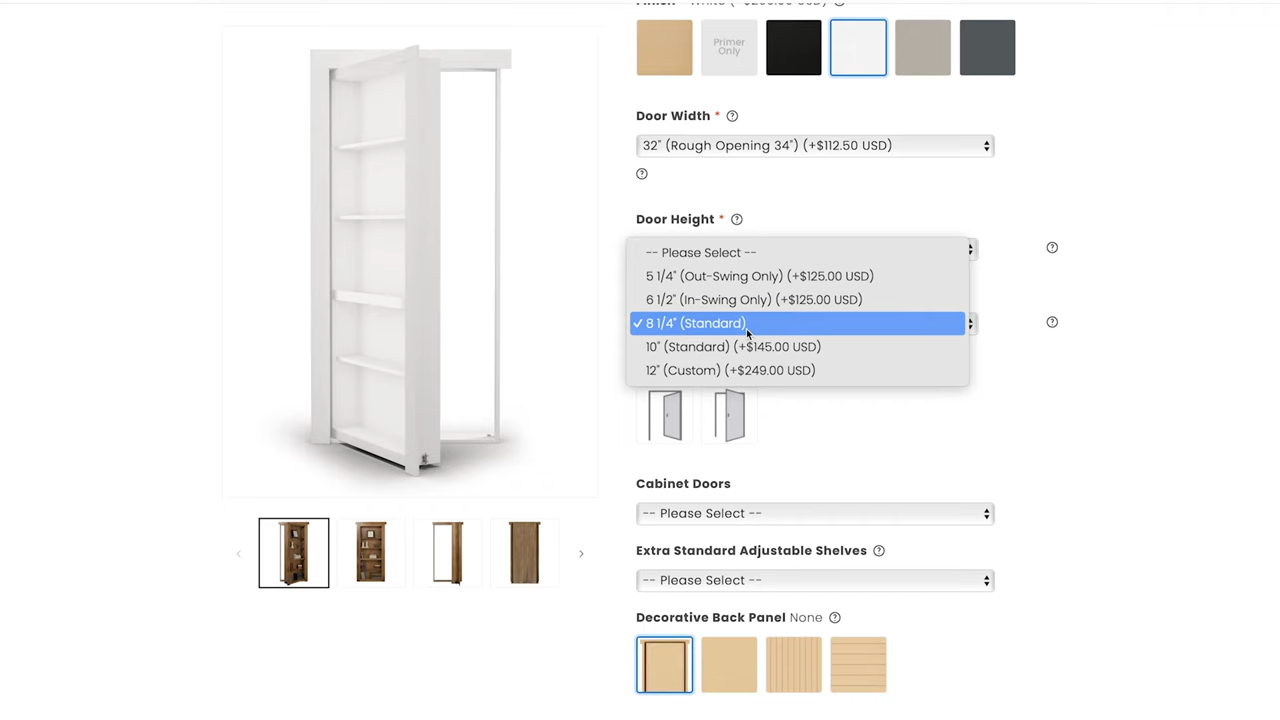 Primer
Only
Door Width *
32" (Rough Opening 34") (+$112.50 USD)
Door Height *
-- Please Select --
5 1/4" (Out-Swing Only) (+$125.00 USD)
6 1/2" (In-Swing Only) (+$125.00 USD)
8 1/4" (Standard)
10" (Standard) (+$145.00 USD)
12" (Custom) (+$249.00 USD)
Cabinet Doors
-- Please Select --
Extra Standard Adjustable Shelves
-- Please Select --
Decorative Back Panel None